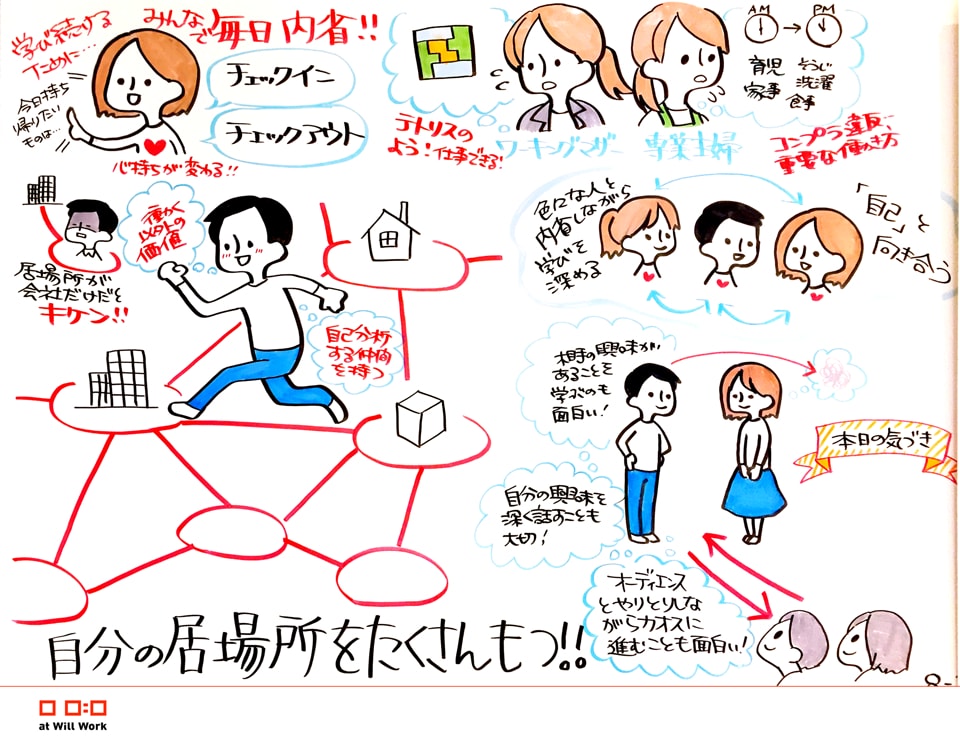 学び続ける
ために…
みんなで毎日内省!!
今日持ち
帰りたい
ものは…
チェックイン
チェックアウト
心持ちが変わる!!
テトリスの
よう!仕事できる!
ワーキングマザー
専業主婦
AM
PM
育児
家事
そうじ
洗濯
食事
コンプラ違反…
重要な働き方
働く
以外の
価値
居場所が
会社だけだと
キケン!!
自己分析
する仲間
を持つ
色々な人と
内省しながら
学びを
深める
「自己」と
向き合う
相手の興味が
あることを
学ぶのも
面白い!
自分の興味を
深く話すことも
大切!
本日の気づき
オーディエンス
とやりとりしな
がらカオスに
進むことも面白い!
自分の居場所をたくさんもつ!!
at Will Work